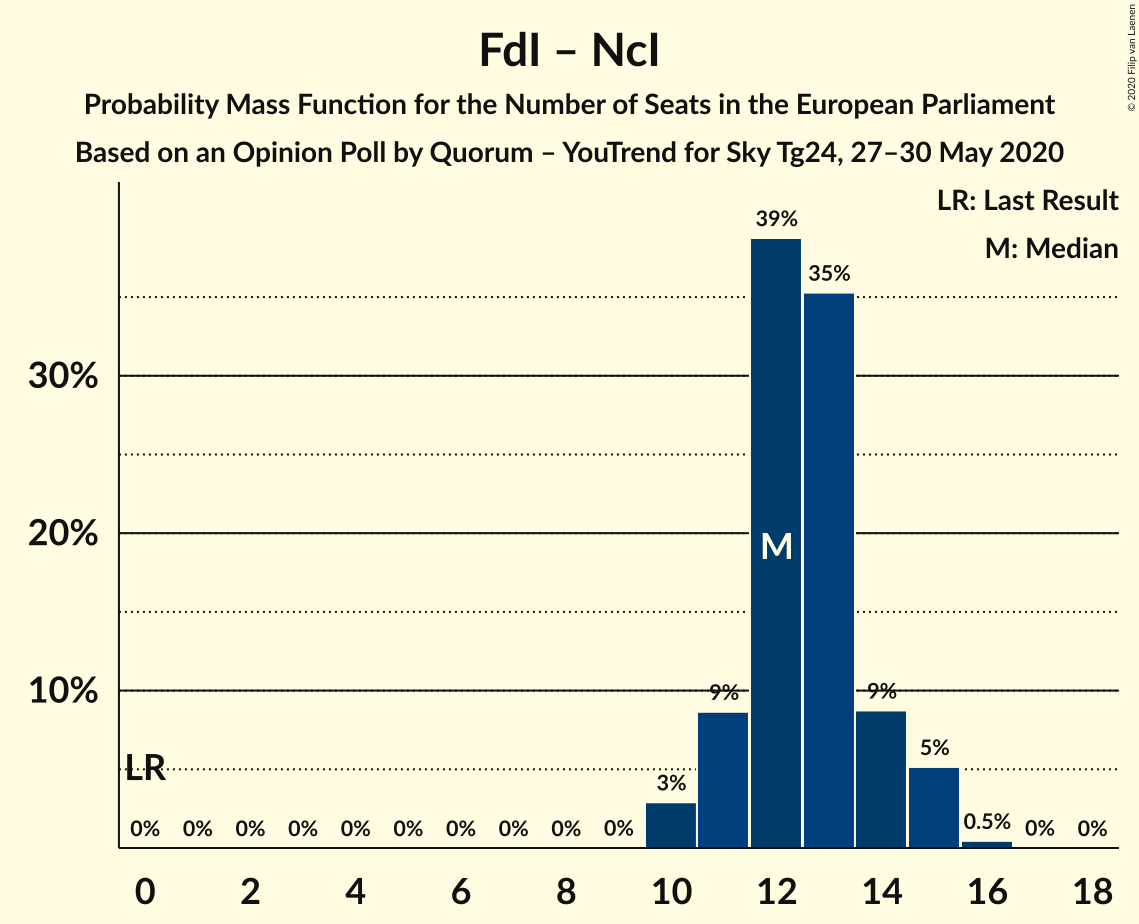 FdI – NcI
Probability Mass Function for the Number of Seats in the European Parliament
Based on an Opinion Poll by Quorum – YouTrend for Sky Tg24, 27–30 May 2020
© 2020 Filip van Laenen
LR: Last Result
M: Median
39%
35%
30%
20%
M
10%
9%
9%
LR
5%
3%
0% 0% 0% 0% 0% 0% 0% 0% 0% 0% 0.5% 0% 0%
0 2 4 6 8 10 12 14 16 18